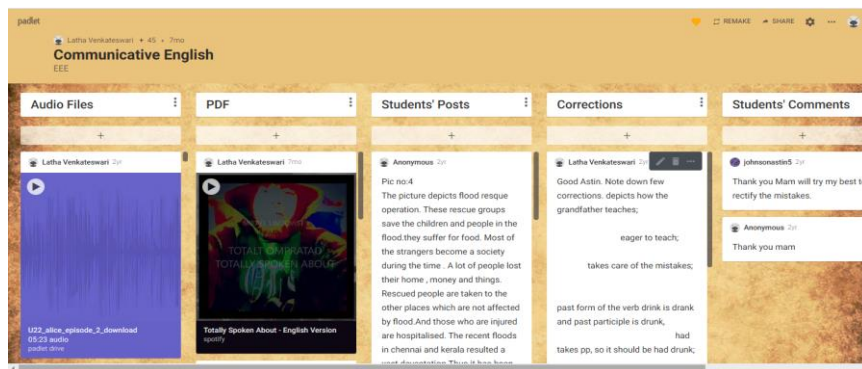 padlet
REMAKE
SHARE
Latha Venkateswari • 45 • 7mo
Communicative English
EEE
Audio Files
PDF
Students' Posts
Corrections
Students' Comments
Latha Venkateswari 2yr
U22_alice_episode_2_download
05:23 audio
padlet drive
Latha Venkateswari 7mo
TOTALT OMPRATAD
TOTALLY SPOKEN ABOUT
Totally Spoken About - English Version
spotify
Anonymous 2yr
Pic no:4
The picture depicts flood resque
operation. These rescue groups
save the children and people in the
flood.they suffer for food. Most of
the strangers become a society
during the time . A lot of people lost
their home , money and things.
Rescued people are taken to the
other places which are not affected
by flood.And those who are injured
are hospitalised. The recent floods
in chennai and kerala resulted a
Latha Venkateswari 2yr
Good Astin. Note down few
corrections. depicts how the
grandfather teaches;
eager to teach;
takes care of the mistakes;
past form of the verb drink is drank
and past participle is drunk,
had
takes pp, so it should be had drunk;
johnsonastin5 2yr
Thank you Mam will try my best to
rectify the mistakes.
Anonymous 2yr
Thank you mam